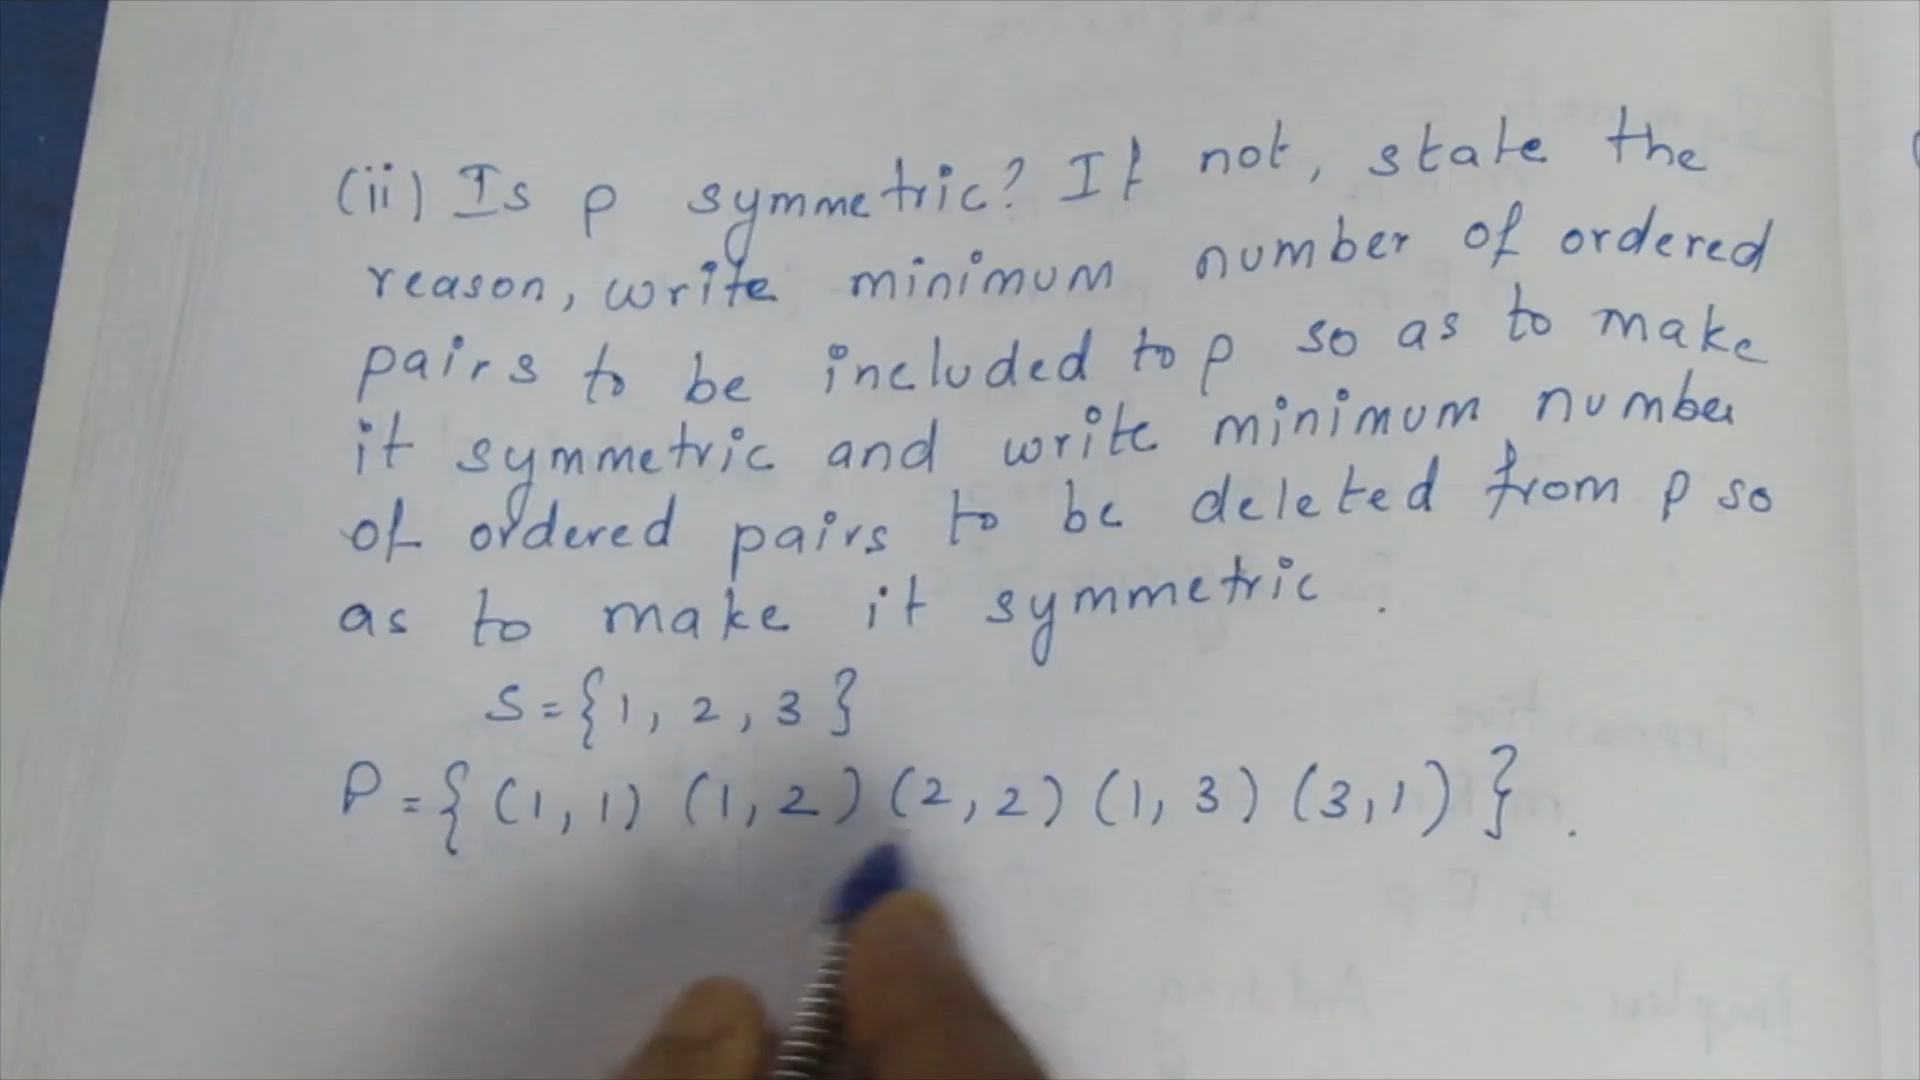 (ii) Is ρ symmetric? If not, state the
reason, write minimum number of ordered
pairs to be included to ρ so as to make
it symmetric and write minimum number
of ordered pairs to be deleted from ρ so
as to make it symmetric.
S={1, 2, 3}
ρ={(1,1) (1,2) (2,2) (1,3) (3,1)}.